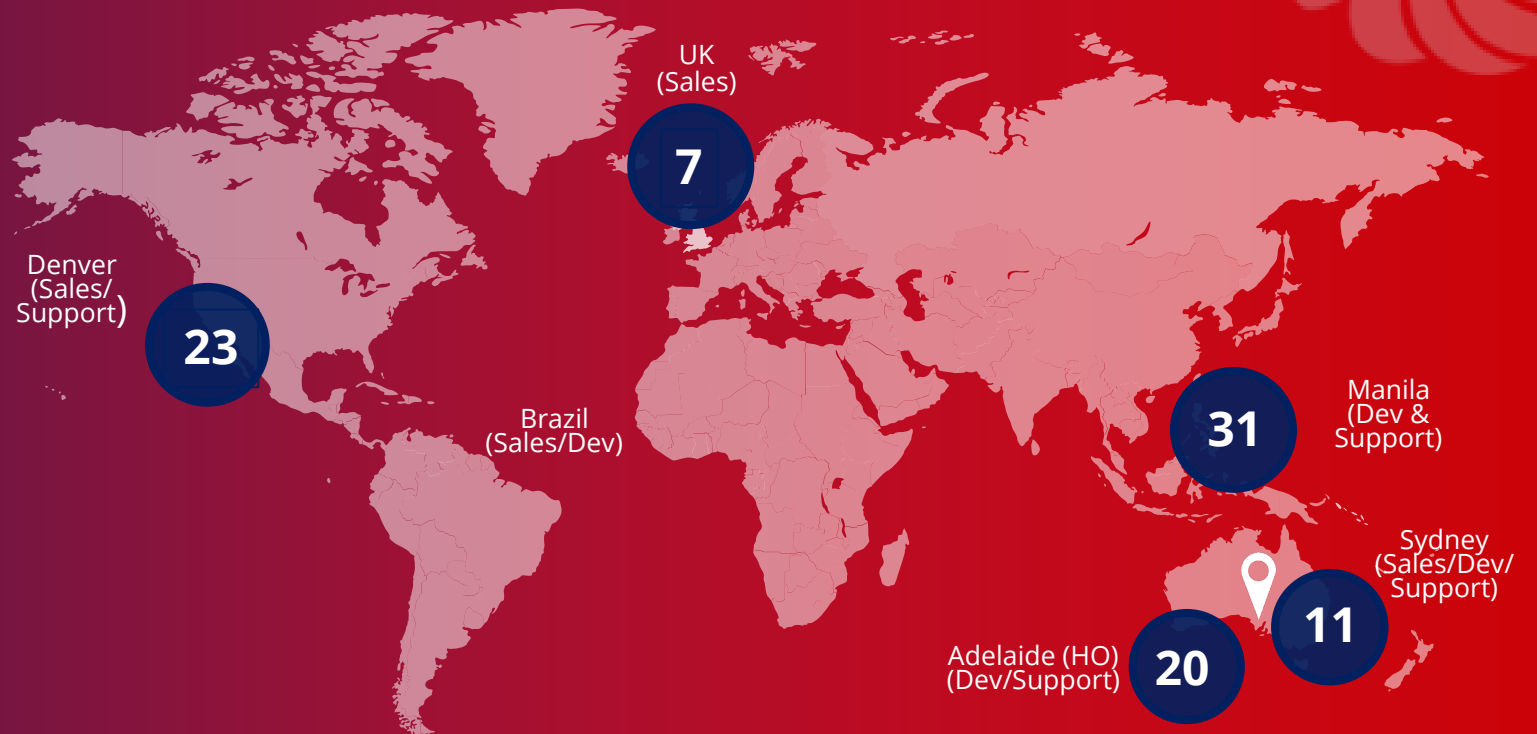 UK
(Sales)
7
Denver
(Sales/
Support)
23
Brazil
(Sales/Dev)
Manila
(Dev &
Support)
31
Sydney
(Sales/Dev/
Support)
11
Adelaide (HO)
(Dev/Support)
20